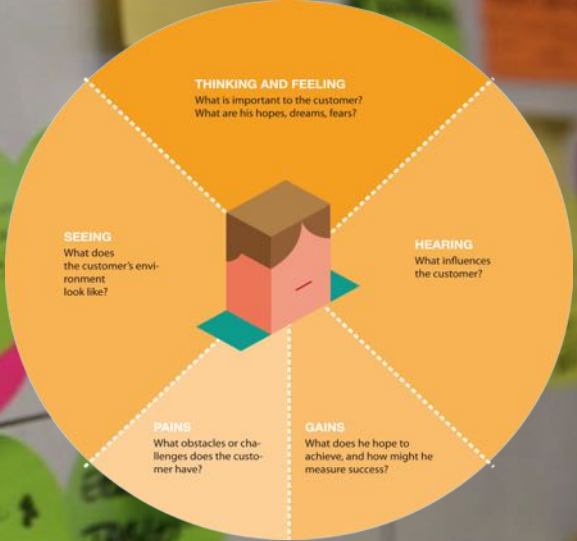 THINKING AND FEELING
What is important to the customer?
What are his hopes, dreams, fears?
SEEING
What does
the customer's envi-
ronment
look like?
HEARING
What influences
the customer?
PAINS
What obstacles or cha-
llenges does the custo-
mer have?
GAINS
What does he hope to
achieve, and how might he
measure success?